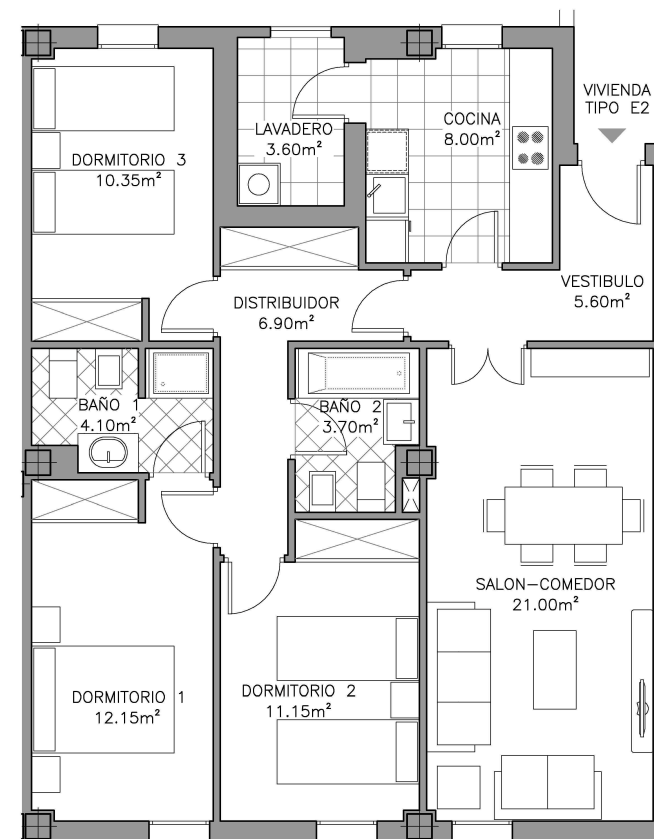 VIVIENDA
TIPO E2
COCINA
8.00m²
LAVADERO
3.60m²
DORMITORIO 3
10.35m²
VESTIBULO
5.60m²
DISTRIBUIDOR
6.90m²
BAÑO 1
4.10m²
BAÑO 2
3.70m²
SALON-COMEDOR
21.00m²
DORMITORIO 1
12.15m²
DORMITORIO 2
11.15m²